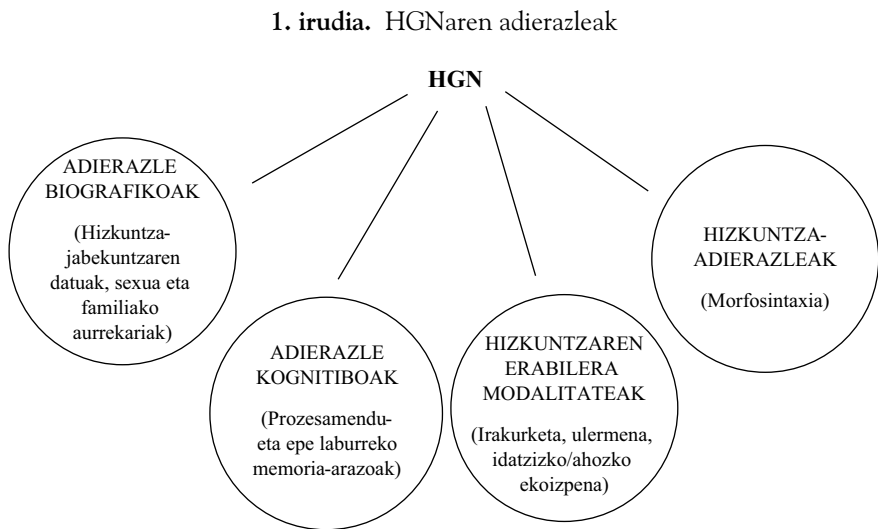 1. irudia. HGNaren adierazleak
HGN
ADIERAZLE
BIOGRAFIKOAK
(Hizkuntza-
jabekuntzaren
datuak, sexua eta
familiako
aurrekariak)
ADIERAZLE
KOGNITIBOAK
(Prozesamendu-
eta epe laburreko
memoria-arazoak)
HIZKUNTZAREN
ERABILERA
MODALITATEAK
(Irakurketa, ulermena,
idatzizko/ahozko
ekoizpena)
HIZKUNTZA-
ADIERAZLEAK
(Morfosintaxia)